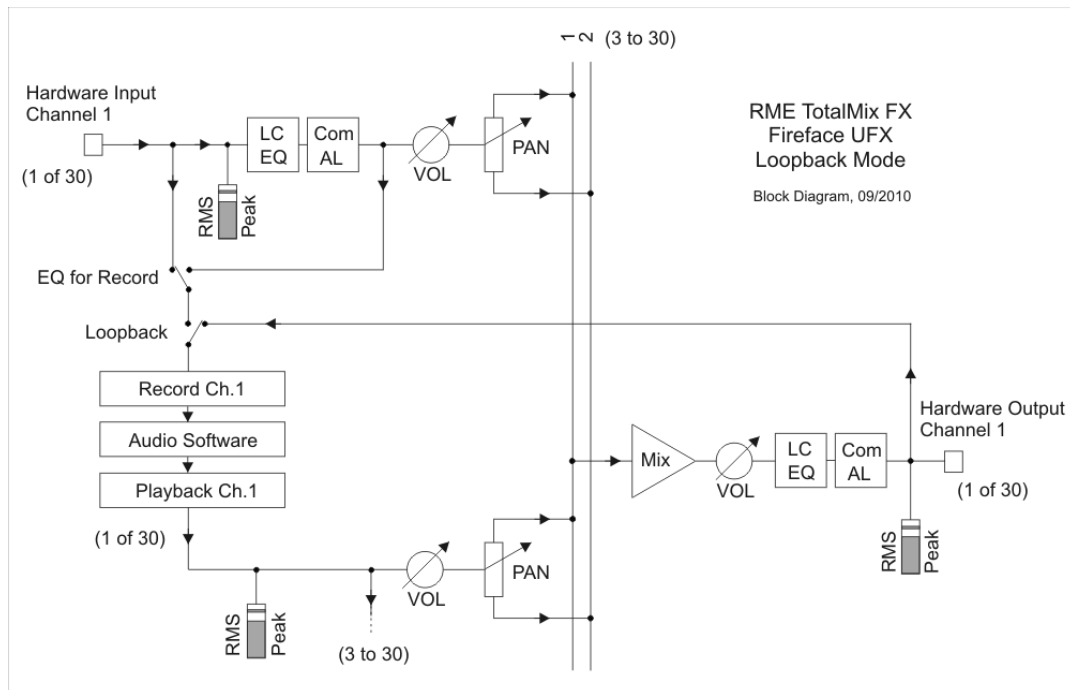 1
2
(3 to 30)
Hardware Input
Channel 1
(1 of 30)
LC
EQ
Com
AL
VOL
PAN
RMS
Peak
RME TotalMix FX
Fireface UFX
Loopback Mode
Block Diagram, 09/2010
EQ for Record
Loopback
Record Ch.1
Audio Software
Playback Ch.1
(1 of 30)
RMS
Peak
(3 to 30)
VOL
PAN
Mix
VOL
LC
EQ
Com
AL
Hardware Output
Channel 1
(1 of 30)
RMS
Peak